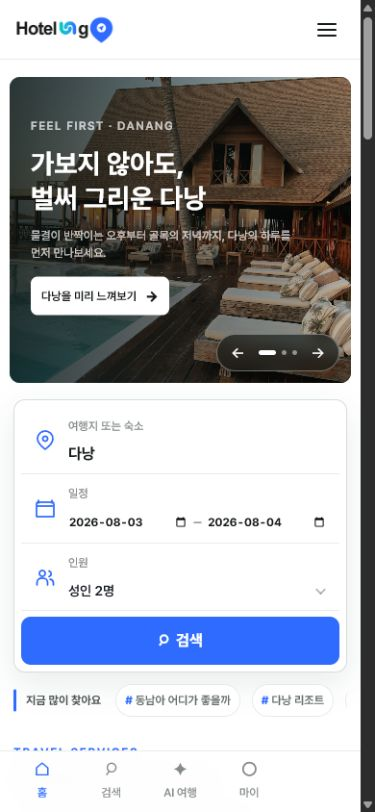 Hotel g
FEEL FIRST · DANANG
가보지 않아도,
벌써 그리운 다낭
물결이 반짝이는 오후부터 골목의 저녁까지, 다낭의 하루를
먼저 만나보세요.
다낭을 미리 느껴보기 →
← →
여행지 또는 숙소
다낭
일정
2026-08-03 – 2026-08-04
인원
성인 2명
검색
지금 많이 찾아요 # 동남아 어디가 좋을까 # 다낭 리조트
TRAVEL SERVICES
홈 검색 AI 여행 마이